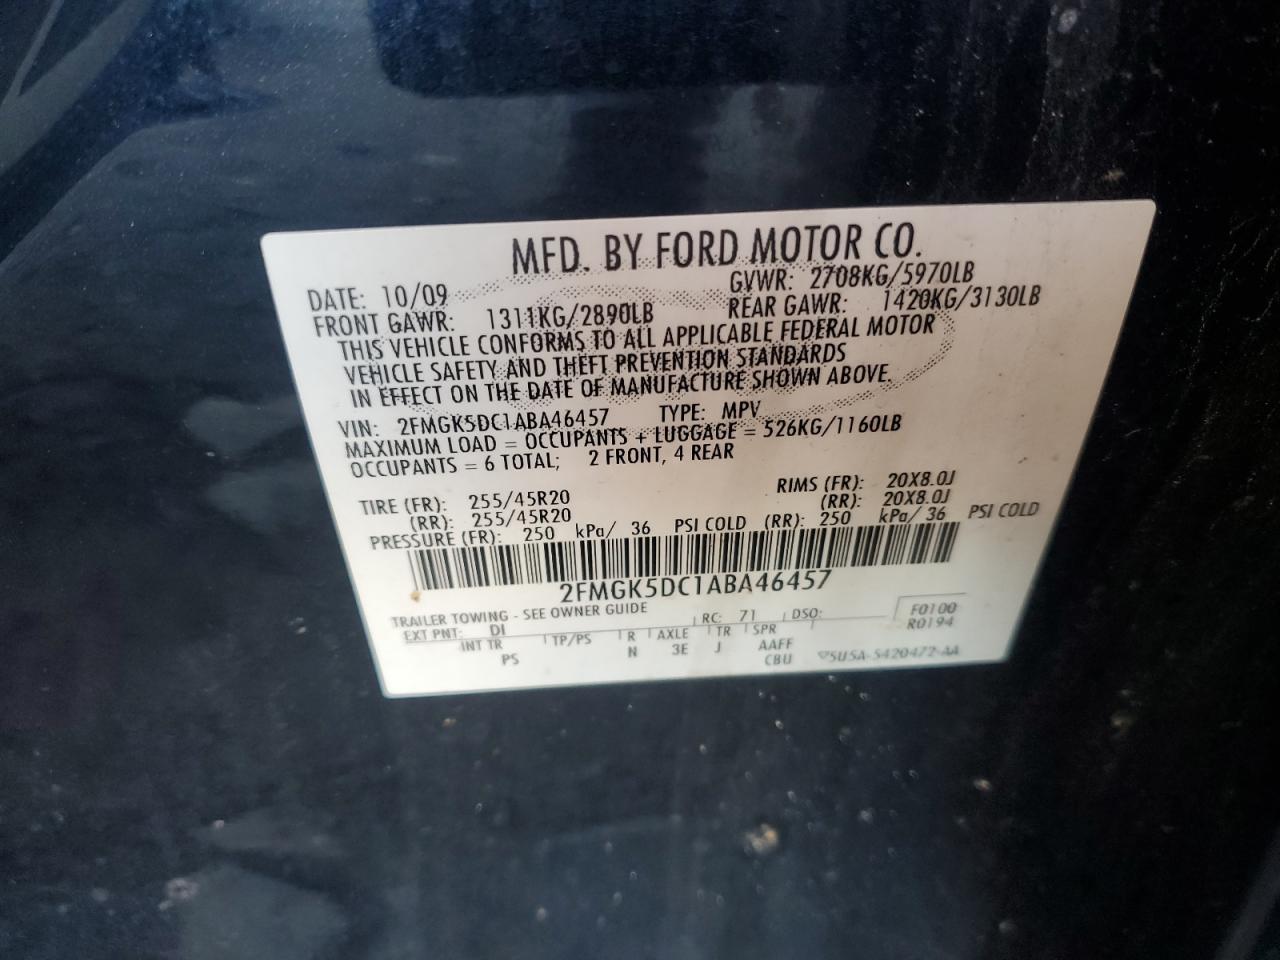 MFD. BY FORD MOTOR CO.
DATE: 10/09 GVWR: 2708KG/5970LB
FRONT GAWR: 1311KG/2890LB REAR GAWR: 1420KG/3130LB
THIS VEHICLE CONFORMS TO ALL APPLICABLE FEDERAL MOTOR
VEHICLE SAFETY AND THEFT PREVENTION STANDARDS
IN EFFECT ON THE DATE OF MANUFACTURE SHOWN ABOVE.
VIN: 2FMGK5DC1ABA46457 TYPE: MPV
MAXIMUM LOAD = OCCUPANTS + LUGGAGE = 526KG/1160LB
OCCUPANTS = 6 TOTAL; 2 FRONT, 4 REAR
TIRE (FR): 255/45R20 RIMS (FR): 20X8.0J
(RR): 255/45R20 (RR): 20X8.0J
PRESSURE (FR): 250 kPa/ 36 PSI COLD (RR): 250 kPa/ 36 PSI COLD
2FMGK5DC1ABA46457
TRAILER TOWING - SEE OWNER GUIDE
EXT PNT: DI RC: 71 DSO: F0100
R0194
INT TR TP/PS R AXLE TR SPR
PS N 3E J AAFF
CBU 5U5A-5420472-AA